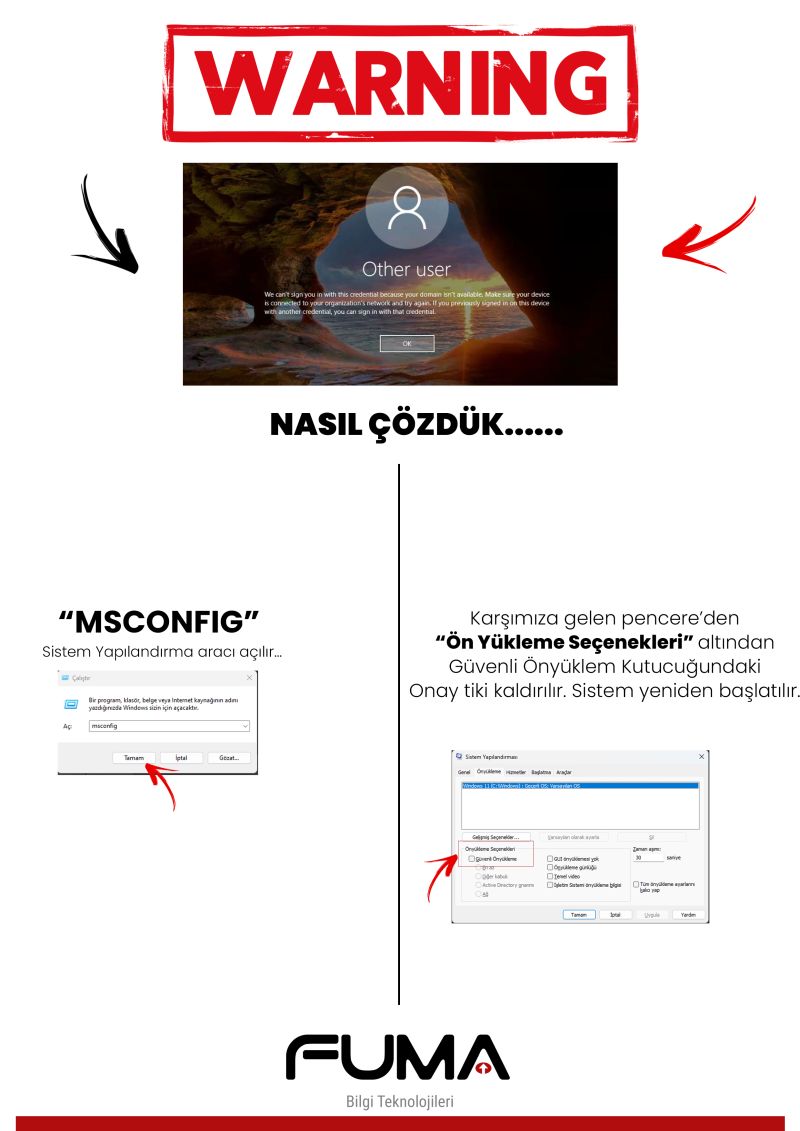 WARNING
Other user
We can't sign you in with this credential because your domain isn't available. Make sure your device
is connected to your organization's network and try again. If you previously signed in on this device
with another credential, you can sign in with that credential.
OK
NASIL ÇÖZDÜK......
“MSCONFIG”
Sistem Yapılandırma aracı açılır...
Çalıştır
Bir program, klasör, belge veya Internet kaynağının adını
yazdığınızda Windows sizin için açacaktır.
Aç:
msconfig
Tamam
İptal
Gözat...
Karşımıza gelen pencere’den
“Ön Yükleme Seçenekleri” altından
Güvenli Önyüklem Kutucuğundaki
Onay tiki kaldırılır. Sistem yeniden başlatılır.
Sistem Yapılandırması
Genel Önyükleme Hizmetler Başlatma Araçlar
Windows 11 (C:\Windows) : Geçerli OS; Varsayılan OS
Gelişmiş Seçenekler...
Varsayılan olarak ayarla
Sil
Önyükleme Seçenekleri
Güvenli Önyükleme
En az
Diğer kabuk
Active Directory onarımı
Ağ
GUI önyüklemesi yok
Önyükleme günlüğü
Temel video
İşletim Sistemi önyükleme bilgisi
Zaman aşımı:
30 saniye
Tüm önyükleme ayarlarını
kalıcı yap
Tamam
İptal
Uygula
Yardım
FUMA
Bilgi Teknolojileri